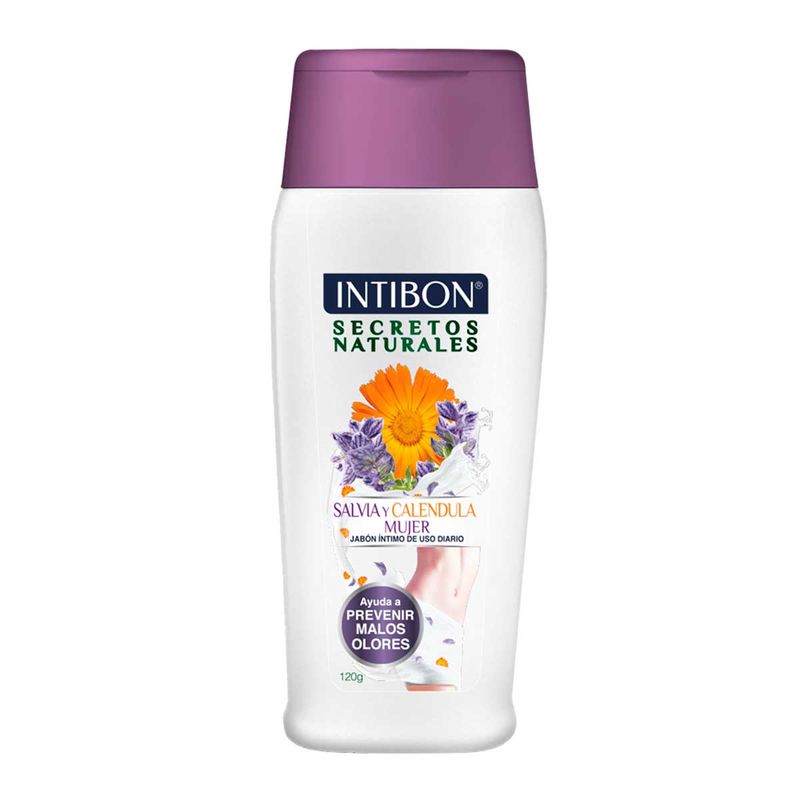 INTIBON®
SECRETOS
NATURALES
SALVIA Y CALENDULA
MUJER
JABÓN ÍNTIMO DE USO DIARIO
Ayuda a
PREVENIR
MALOS
OLORES
120g